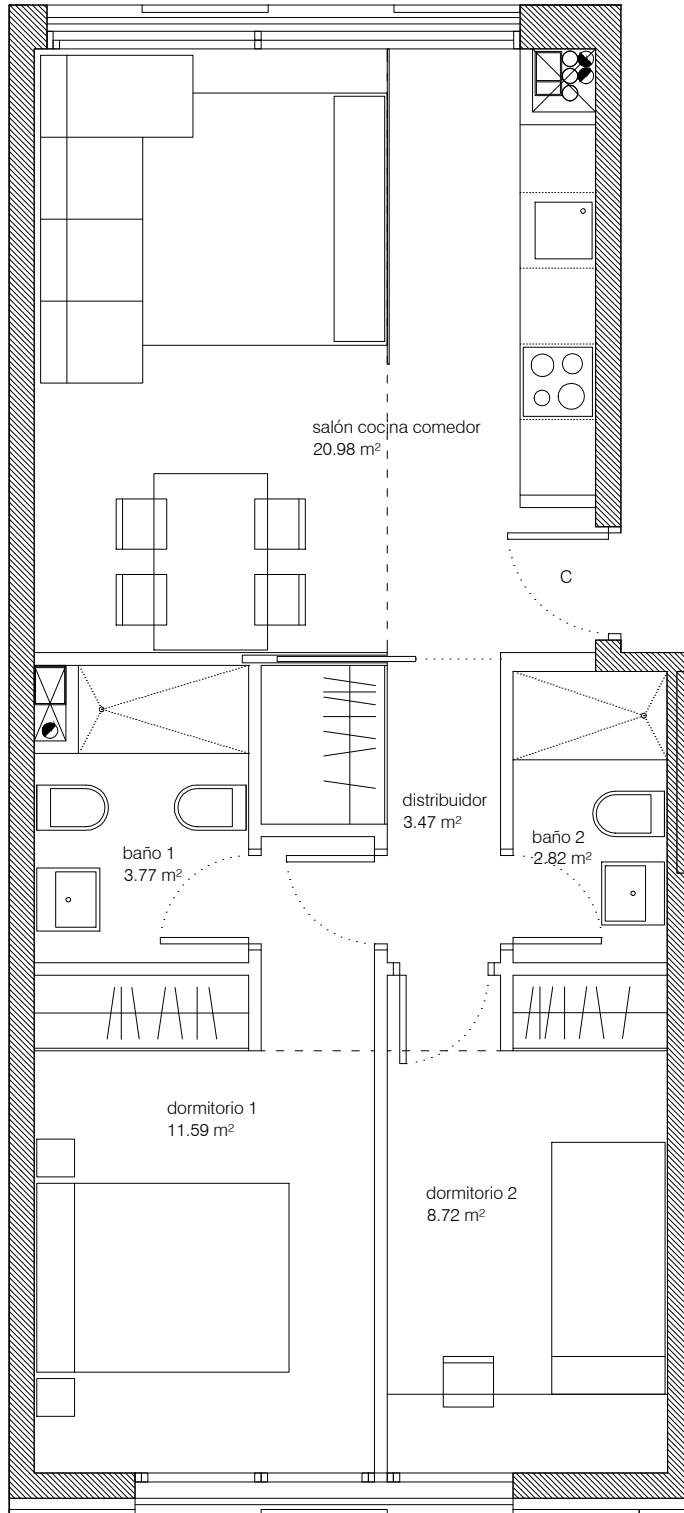 salón cocina comedor
20.98 m²
C
distribuidor
3.47 m²
baño 1
3.77 m²
baño 2
2.82 m²
dormitorio 1
11.59 m²
dormitorio 2
8.72 m²